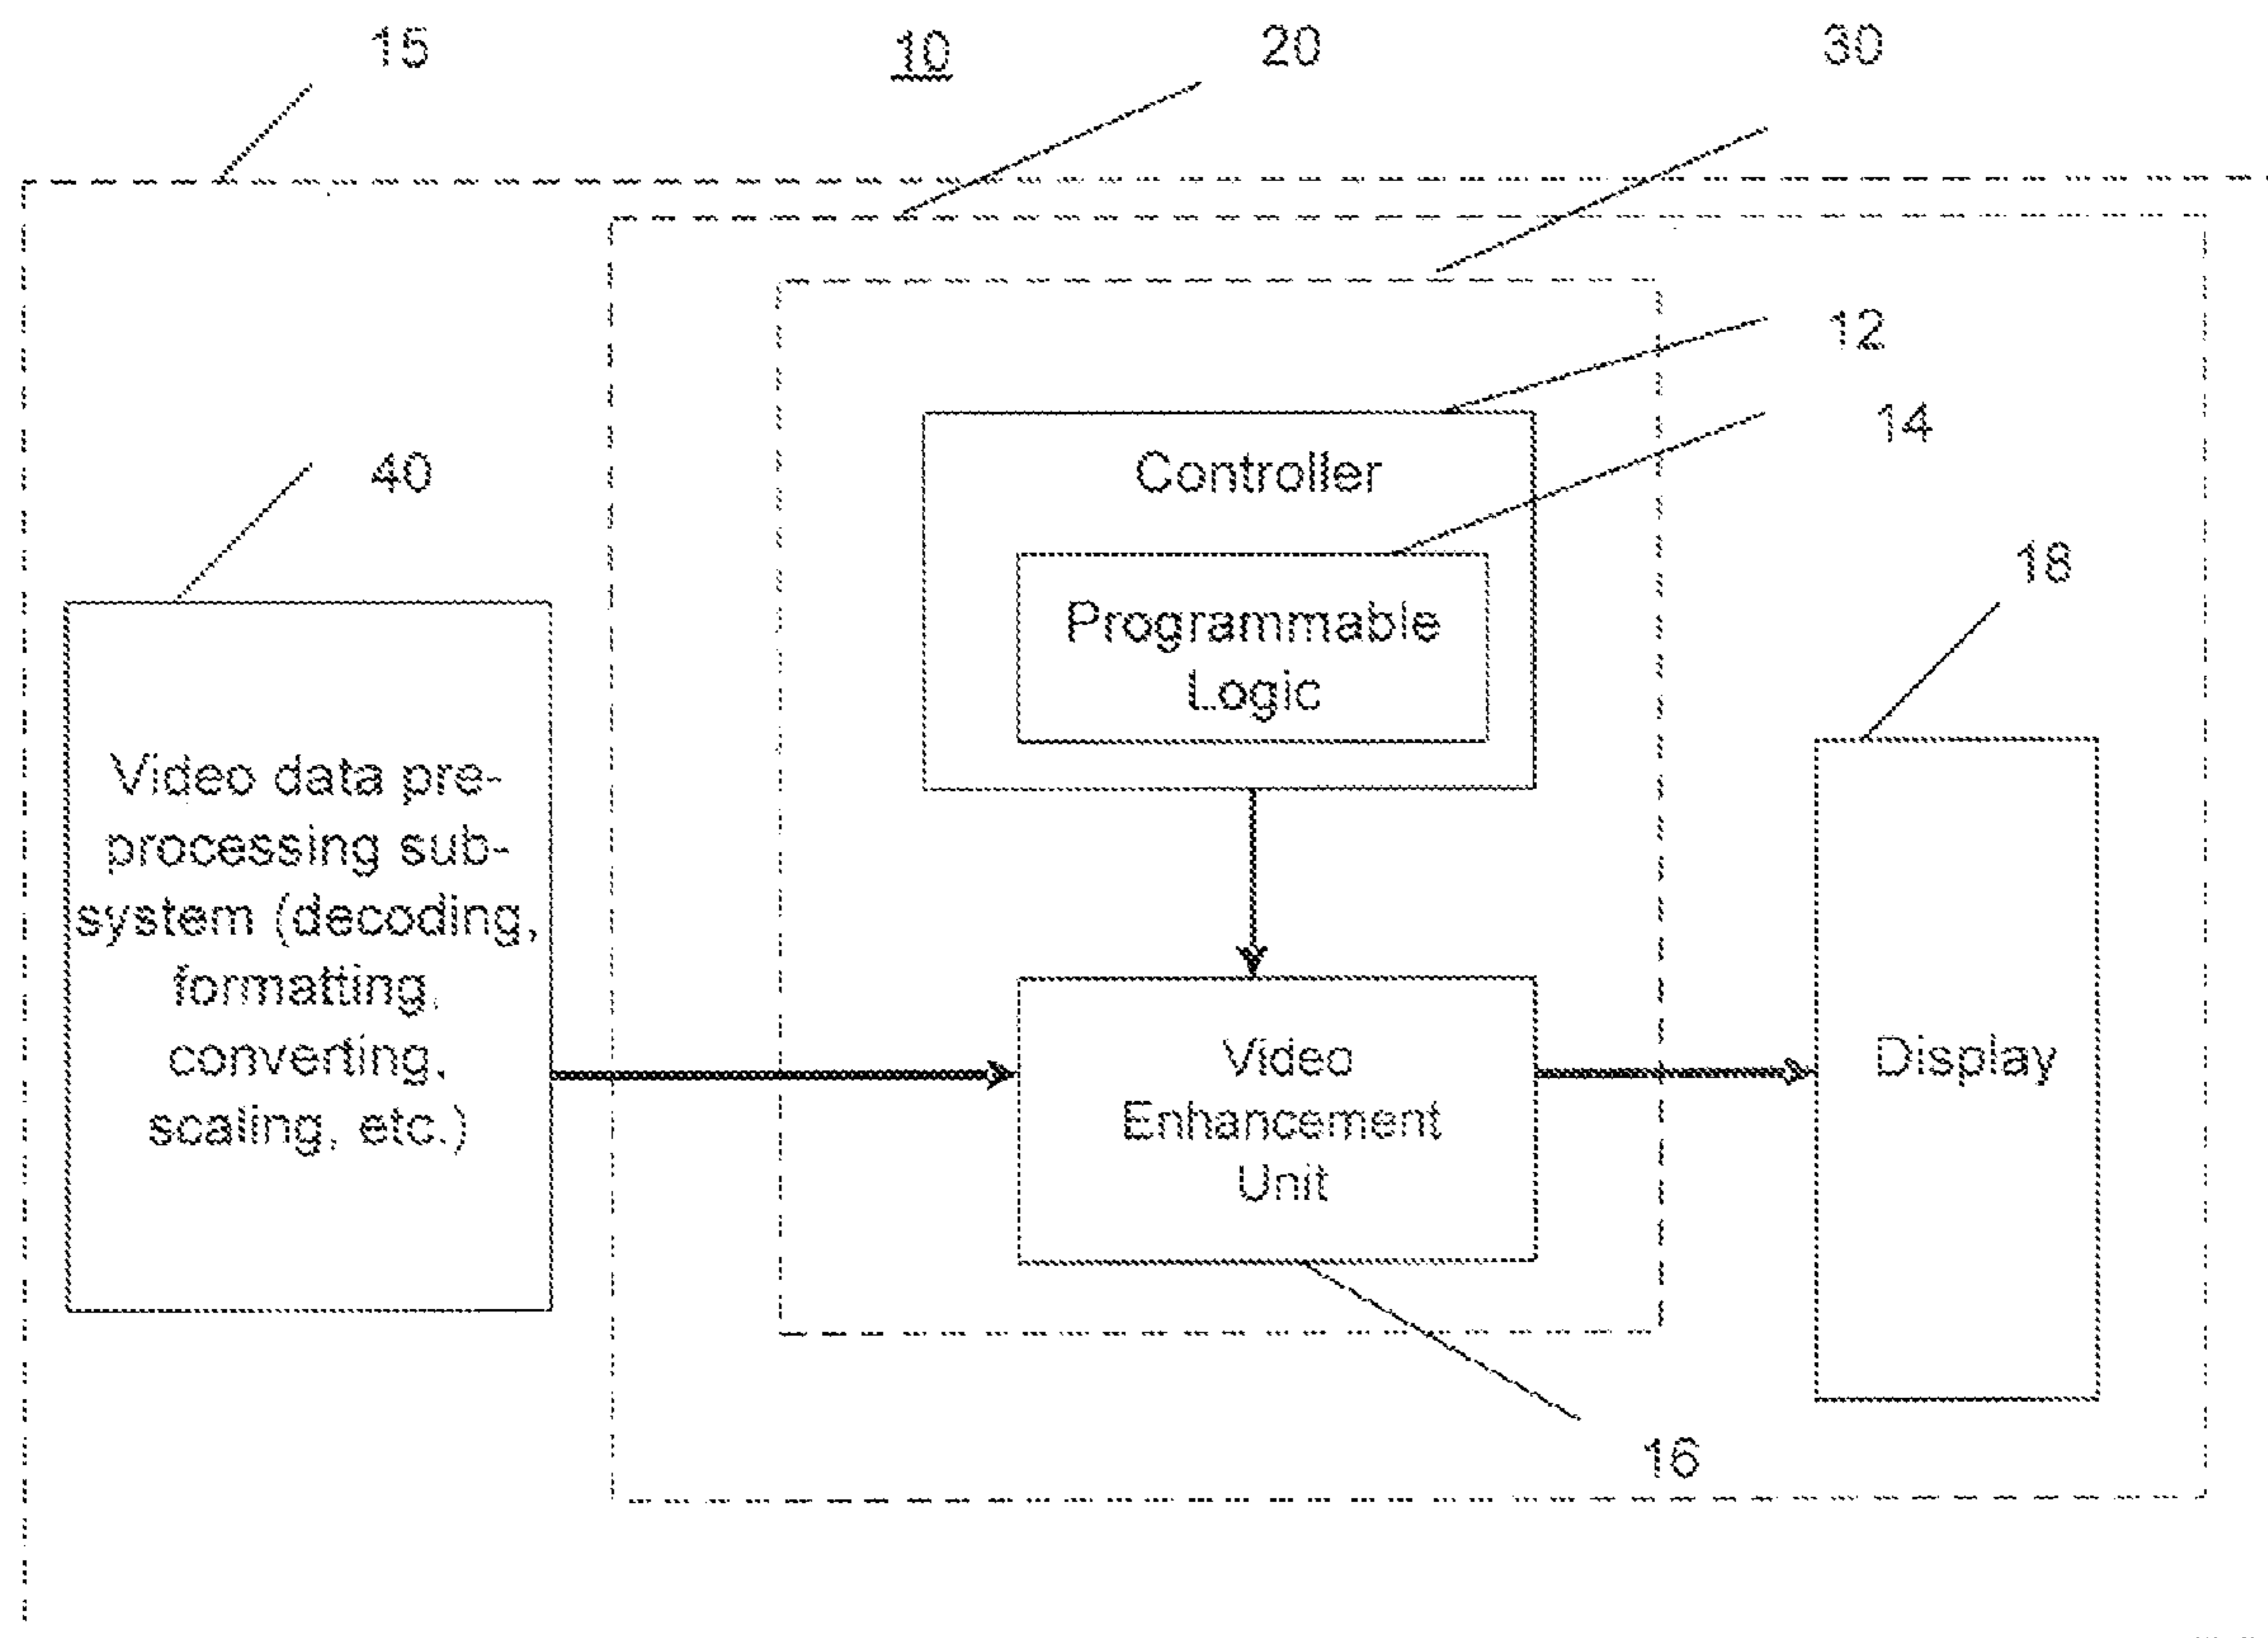 15
10
20
30
12
14
40
Controller
Programmable
Logic
18
Video data pre-
processing sub-
system (decoding,
formatting,
converting,
scaling, etc.)
Video
Enhancement
Unit
Display
16